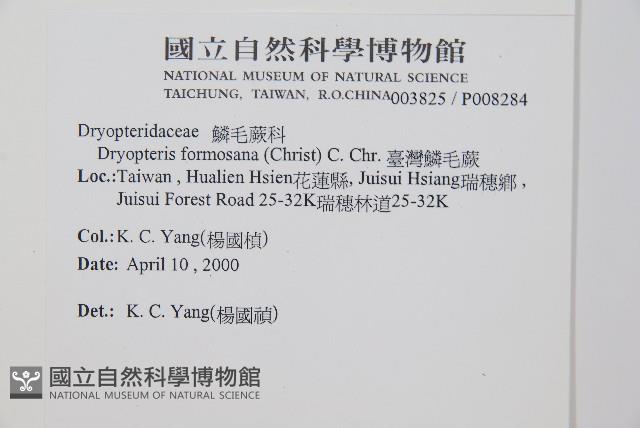 國立自然科學博物館
NATIONAL MUSEUM OF NATURAL SCIENCE
TAICHUNG, TAIWAN, R.O.CHINA003825 / P008284
Dryopteridaceae 鱗毛蕨科
Dryopteris formosana (Christ) C. Chr. 臺灣鱗毛蕨
Loc.:Taiwan , Hualien Hsien花蓮縣, Juisui Hsiang瑞穗鄉 ,
Juisui Forest Road 25-32K瑞穗林道25-32K
Col.: K. C. Yang(楊國楨)
Date: April 10 , 2000
Det.: K. C. Yang(楊國禎)
國立自然科學博物館
NATIONAL MUSEUM OF NATURAL SCIENCE